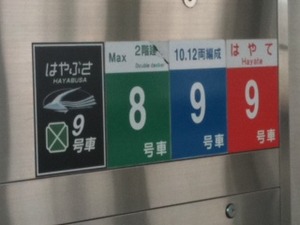 はやぶさ
HAYABUSA
9
号車
Max 2階建
Double decker
8
号車
10.12両編成
9
号車
はやて
Hayate
9
号車